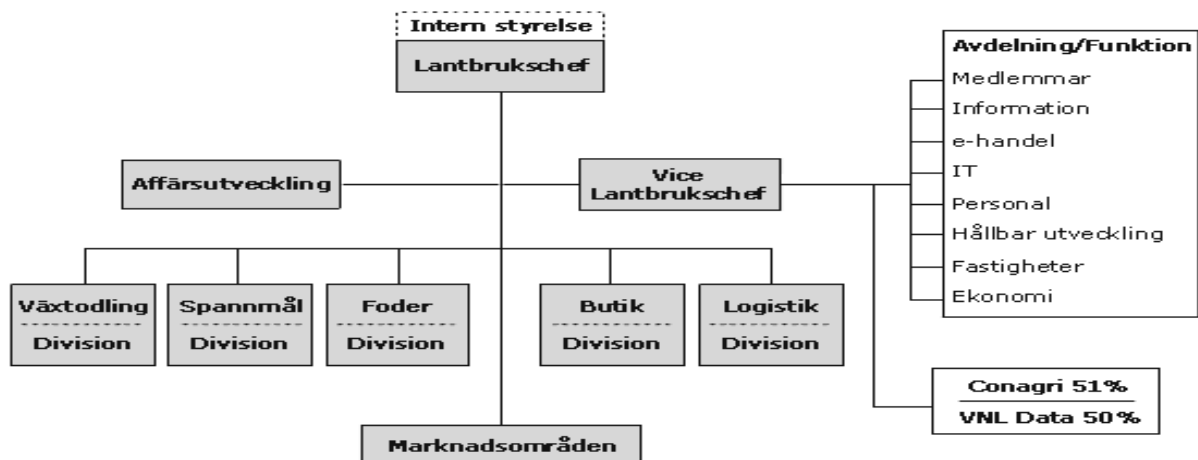 Intern styrelse
Lantbrukschef
Affärsutveckling
Vice
Lantbrukschef
Växtodling
Division
Spannmål
Division
Foder
Division
Butik
Division
Logistik
Division
Marknadsområden
Avdelning/Funktion
Medlemmar
Information
e-handel
IT
Personal
Hållbar utveckling
Fastigheter
Ekonomi
Conagri 51%
VNL Data 50%